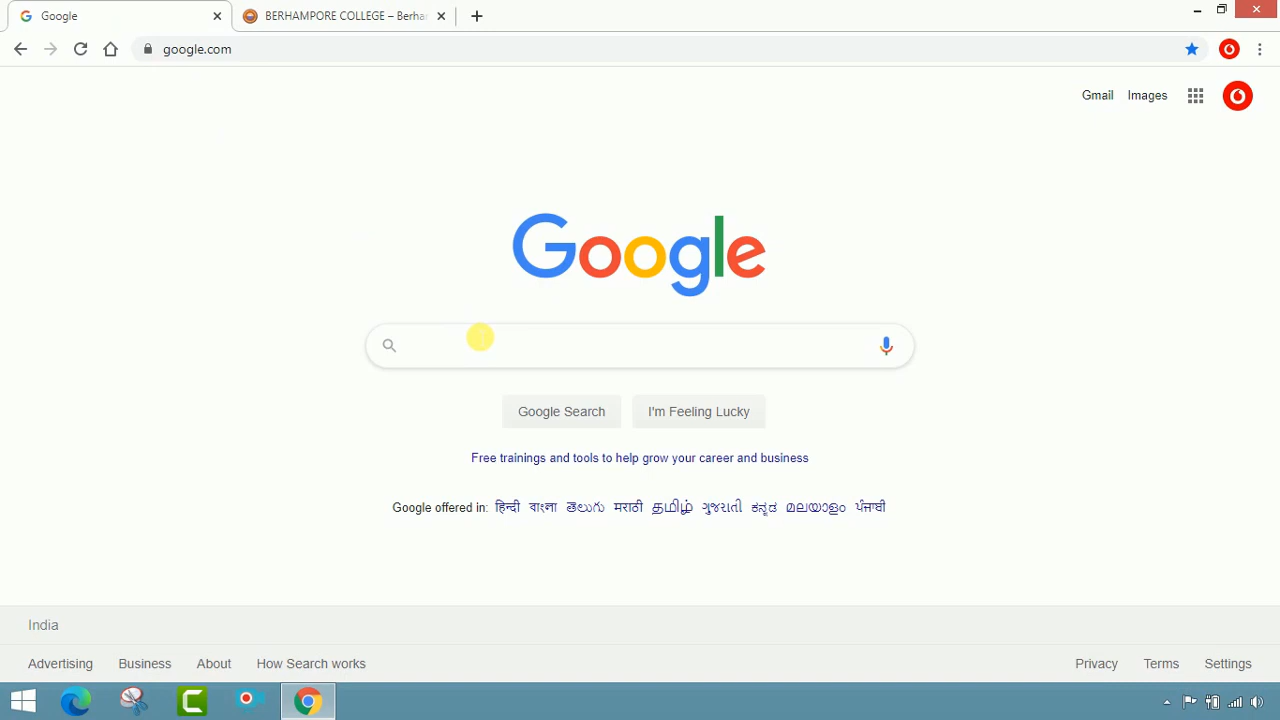 Google
BERHAMPORE COLLEGE – Berha
google.com
Gmail Images
Google
Google Search I'm Feeling Lucky
Free trainings and tools to help grow your career and business
Google offered in: हिन्दी বাংলা తెలుగు मराठी தமிழ் ગુજરાતી ಕನ್ನಡ മലയാളം ਪੰਜਾਬੀ
India
Advertising Business About How Search works Privacy Terms Settings